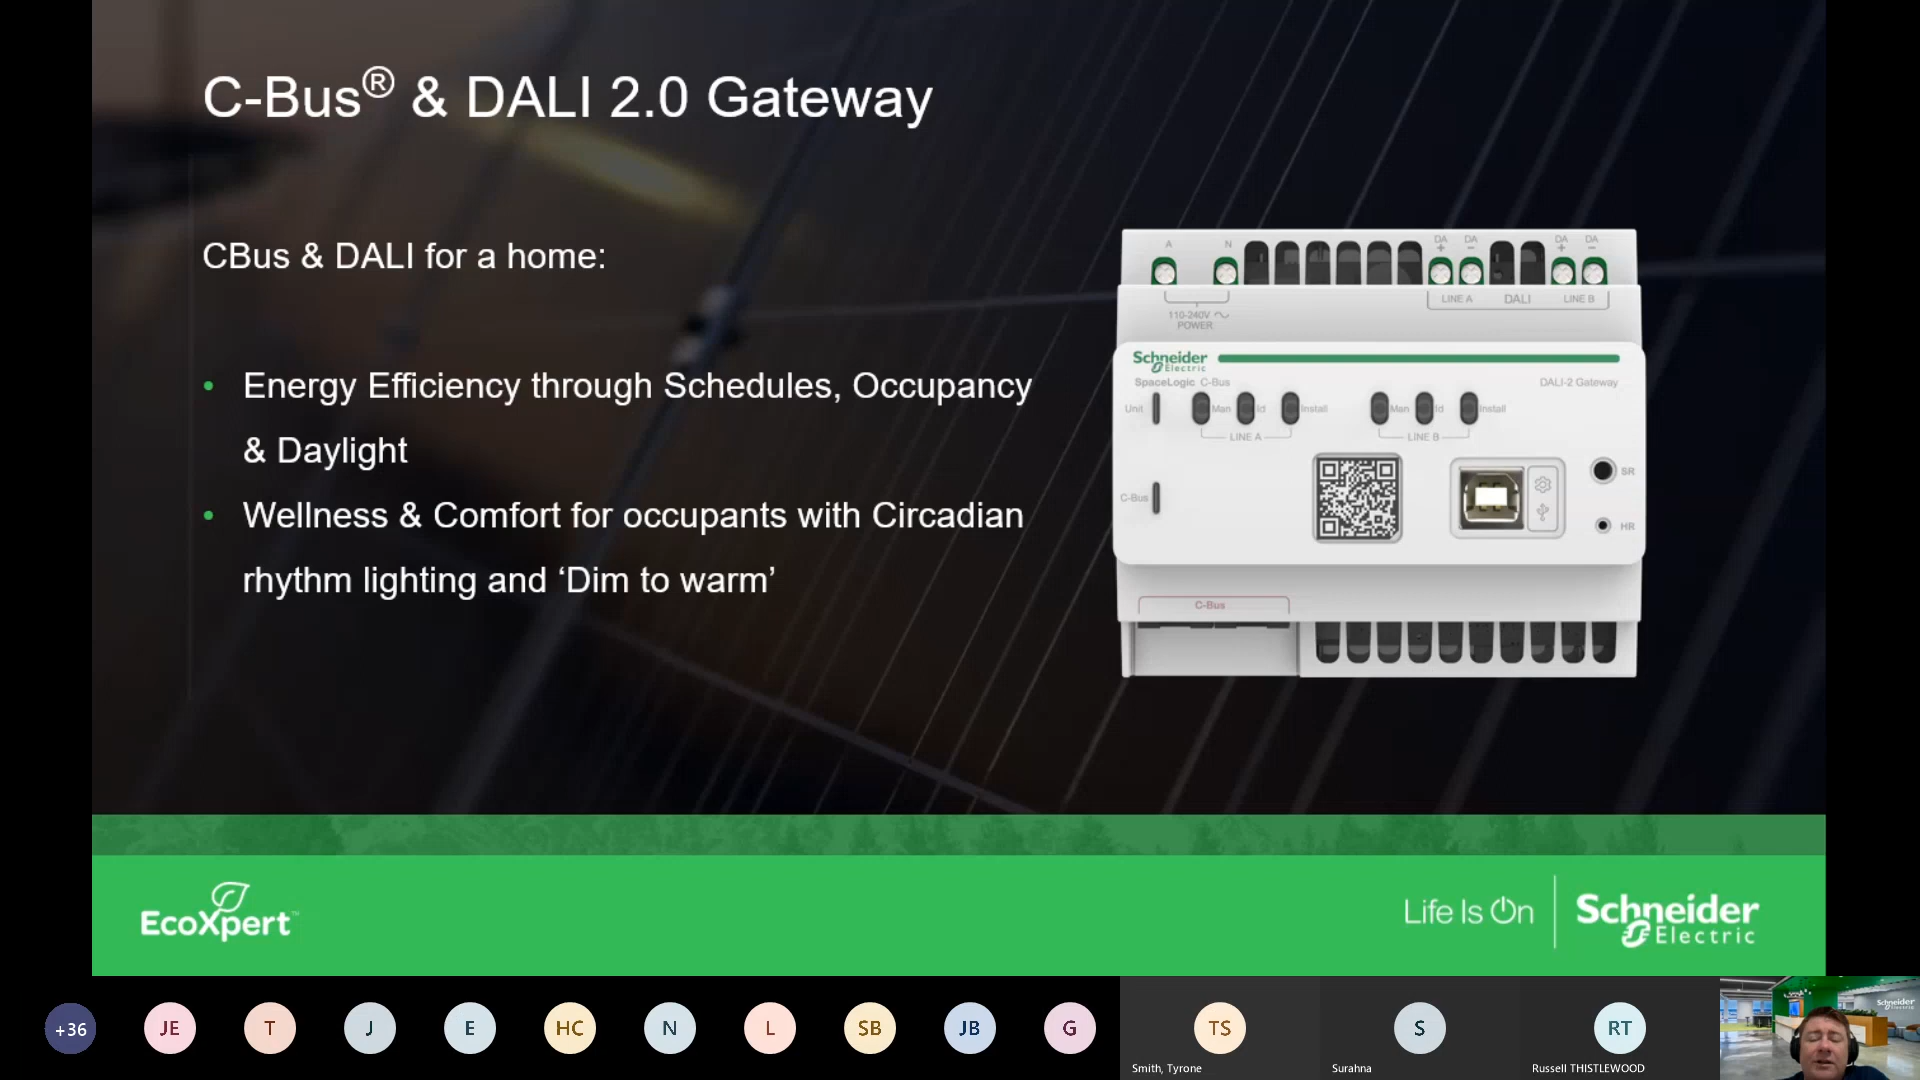 C-Bus® & DALI 2.0 Gateway
CBus & DALI for a home:
• Energy Efficiency through Schedules, Occupancy
& Daylight
• Wellness & Comfort for occupants with Circadian
rhythm lighting and ‘Dim to warm’
A N DA + DA − DA + DA −
LINE A DALI LINE B
110-240V
POWER
Schneider
Electric
SpaceLogic C-Bus DALI-2 Gateway
Unit Man Id Install Man Id Install
LINE A LINE B
SR
C-Bus
HR
C-Bus
EcoXpert™
Life Is On
Schneider
Electric
+36 JE T J E HC N L SB JB G TS S RT
Smith, Tyrone Surahna Russell THISTLEWOOD
Schneider